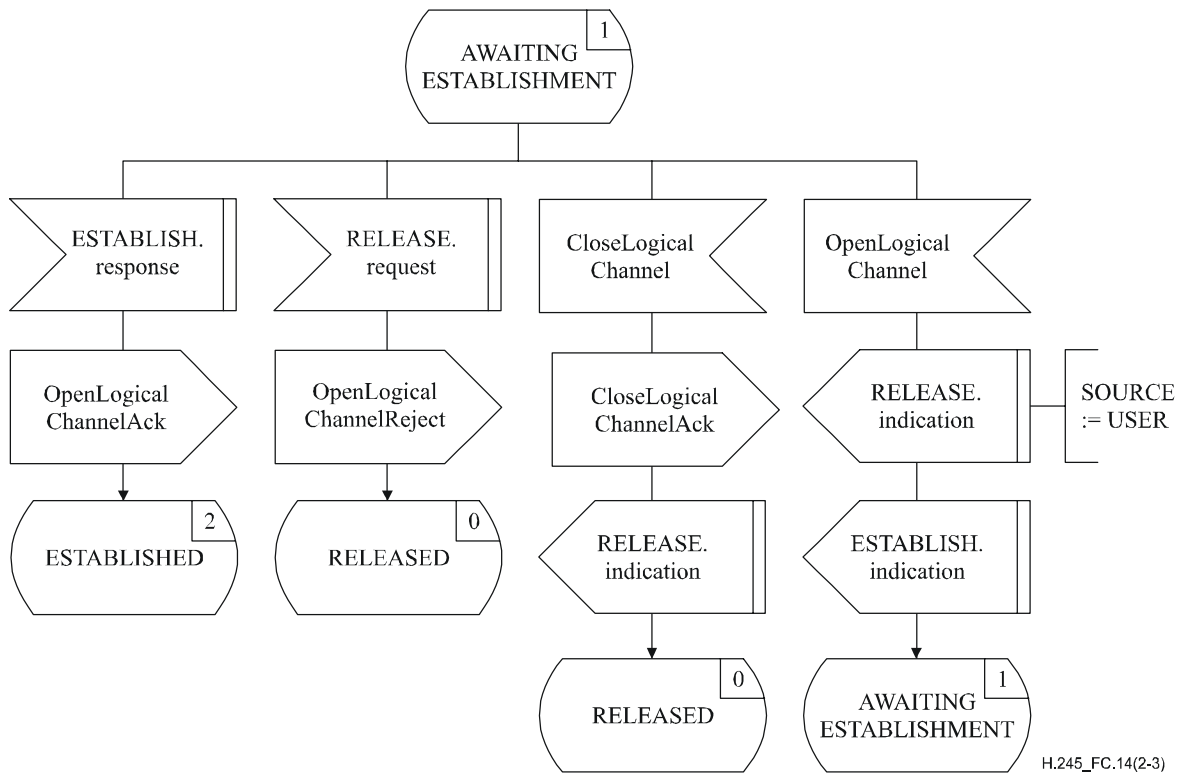 1
AWAITING
ESTABLISHMENT
ESTABLISH.
response
RELEASE.
request
CloseLogical
Channel
OpenLogical
Channel
OpenLogical
ChannelAck
OpenLogical
ChannelReject
CloseLogical
ChannelAck
RELEASE.
indication
SOURCE
:= USER
2
ESTABLISHED
0
RELEASED
RELEASE.
indication
ESTABLISH.
indication
0
RELEASED
1
AWAITING
ESTABLISHMENT
H.245_FC.14(2-3)